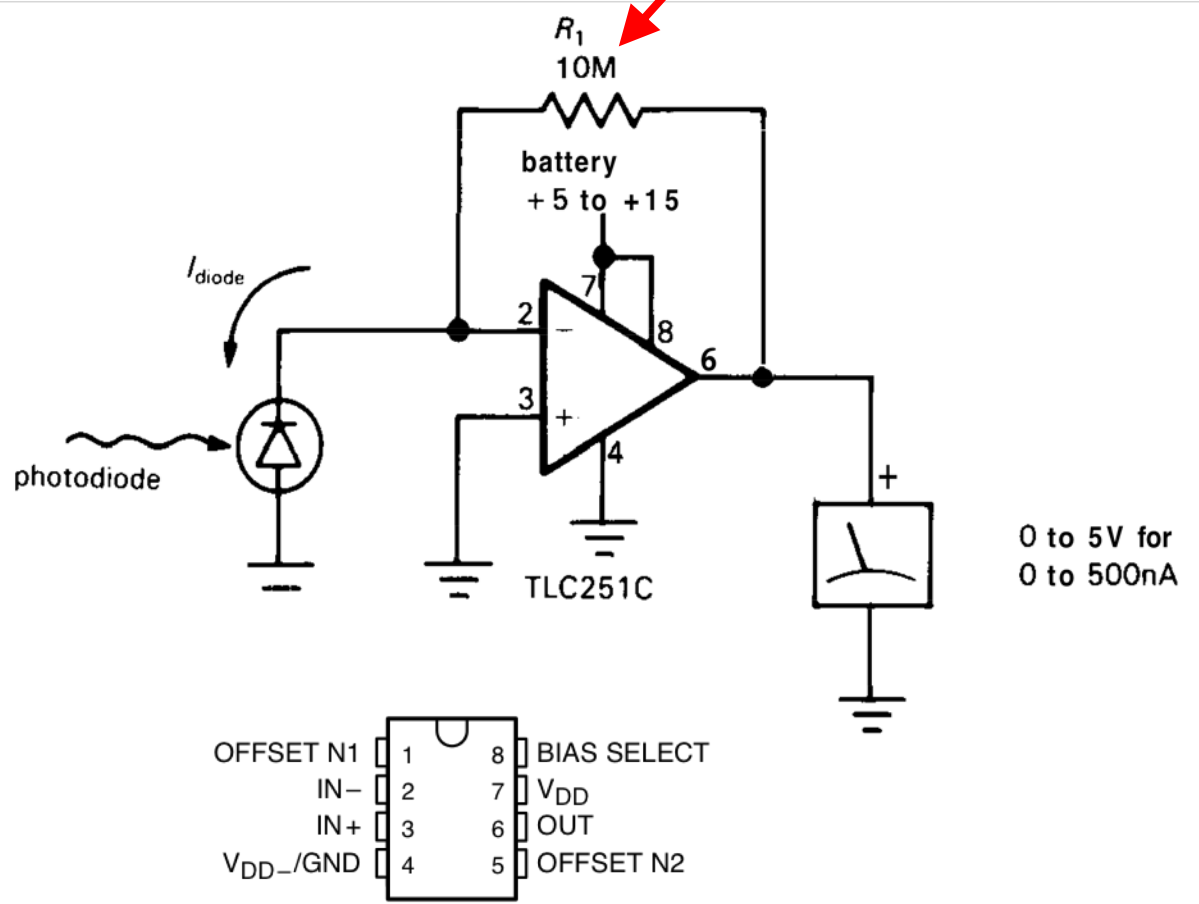 R1
10M
battery
+5 to +15
Idiode
7
2
−
8
6
3
+
4
photodiode
+
0 to 5V for
0 to 500nA
TLC251C
OFFSET N1 1 8 BIAS SELECT
IN− 2 7 VDD
IN+ 3 6 OUT
VDD−/GND 4 5 OFFSET N2